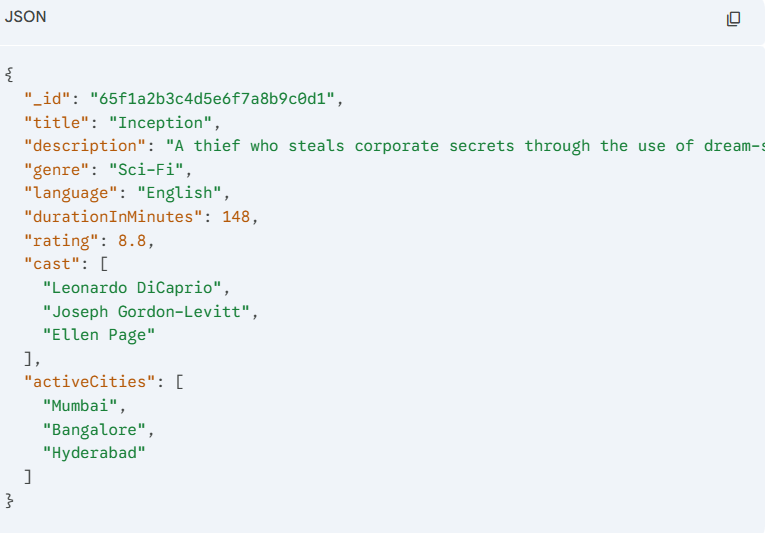 JSON
{
"_id": "65f1a2b3c4d5e6f7a8b9c0d1",
"title": "Inception",
"description": "A thief who steals corporate secrets through the use of dream-s
"genre": "Sci-Fi",
"language": "English",
"durationInMinutes": 148,
"rating": 8.8,
"cast": [
"Leonardo DiCaprio",
"Joseph Gordon-Levitt",
"Ellen Page"
],
"activeCities": [
"Mumbai",
"Bangalore",
"Hyderabad"
]
}